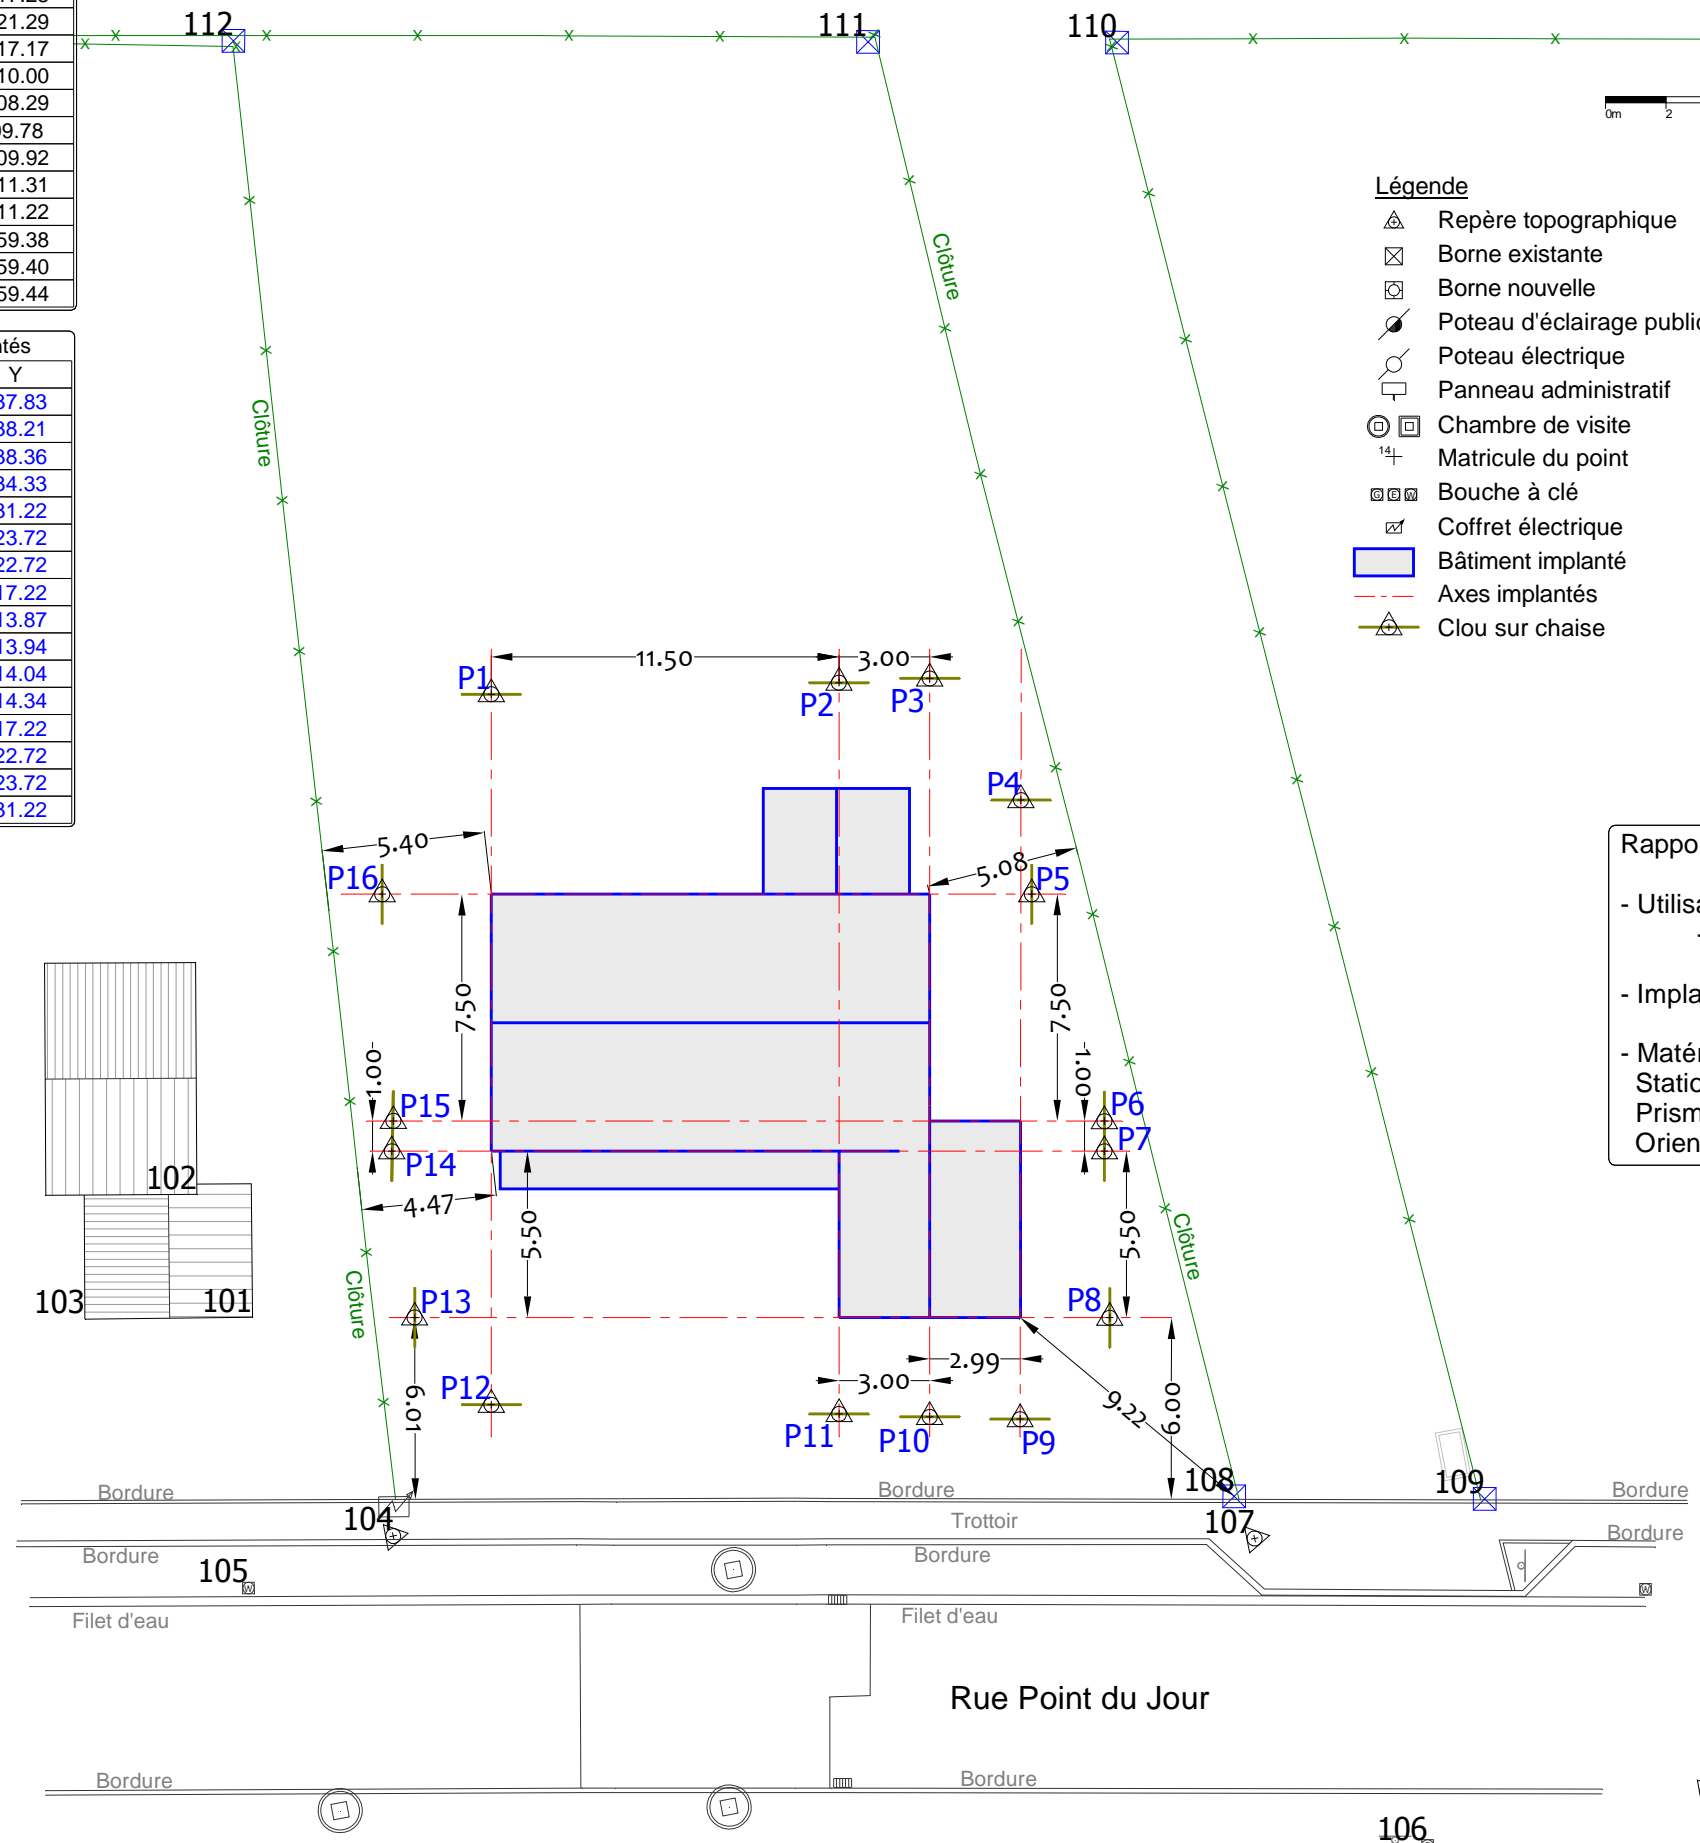 112
111
110
21.29
17.17
10.00
08.29
09.78
09.92
11.31
11.22
59.38
59.40
59.44
ntés
Y
37.83
38.21
38.36
34.33
31.22
23.72
22.72
17.22
13.87
13.94
14.04
14.34
17.22
22.72
23.72
31.22
0m 2
Légende
Repère topographique
Borne existante
Borne nouvelle
Poteau d'éclairage public
Poteau électrique
Panneau administratif
Chambre de visite
14 Matricule du point
G E W Bouche à clé
Coffret électrique
Bâtiment implanté
Axes implantés
Clou sur chaise
Clôture
Clôture
11.50
3.00
P1
P2
P3
P4
5.40
5.08
P16
P5
7.50
7.50
1.00
1.00
P15
P6
P14
P7
102
4.47
5.50
5.50
Clôture
Clôture
103
101
P13
P8
2.99
3.00
P12
6.01
9.22
6.00
P11
P10
P9
Rappo
- Utilisa
-
- Impla
- Maté
Static
Prism
Orien
108
109
Bordure
Bordure
Bordure
104
Trottoir
107
Bordure
Bordure
Bordure
105
W
W
Filet d'eau
Filet d'eau
Rue Point du Jour
Bordure
Bordure
106